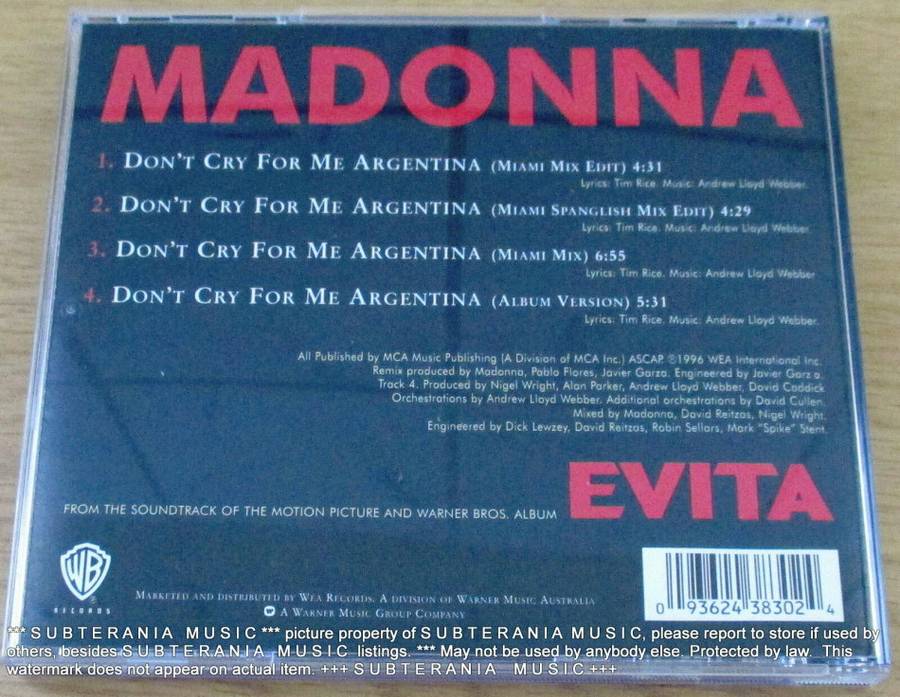 MADONNA
1. DON'T CRY FOR ME ARGENTINA (MIAMI MIX EDIT) 4:31
Lyrics: Tim Rice. Music: Andrew Lloyd Webber.
2. DON'T CRY FOR ME ARGENTINA (MIAMI SPANGLISH MIX EDIT) 4:29
Lyrics: Tim Rice. Music: Andrew Lloyd Webber.
3. DON'T CRY FOR ME ARGENTINA (MIAMI MIX) 6:55
Lyrics: Tim Rice. Music: Andrew Lloyd Webber
4. DON'T CRY FOR ME ARGENTINA (ALBUM VERSION) 5:31
Lyrics: Tim Rice. Music: Andrew Lloyd Webber.
All Published by MCA Music Publishing (A Division of MCA Inc.) ASCAP. ℗1996 WEA International Inc.
Remix produced by Madonna, Pablo Flores, Javier Garza. Engineered by Javier Garza.
Track 4. Produced by Nigel Wright, Alan Parker, Andrew Lloyd Webber, David Caddick
Orchestrations by Andrew Lloyd Webber. Additional orchestrations by David Cullen.
Mixed by Madonna, David Reitzas, Nigel Wright.
Engineered by Dick Lewzey, David Reitzas, Robin Sellars, Mark "Spike" Stent.
FROM THE SOUNDTRACK OF THE MOTION PICTURE AND WARNER BROS. ALBUM EVITA
WB
®
RECORDS
MARKETED AND DISTRIBUTED BY WEA RECORDS. A DIVISION OF WARNER MUSIC AUSTRALIA
A WARNER MUSIC GROUP COMPANY
0 93624 38302 4
*** S U B T E R A N I A M U S I C *** picture property of S U B T E R A N I A M U S I C, please report to store if used by
others, besides S U B T E R A N I A M U S I C listings. *** May not be used by anybody else. Protected by law. This
watermark does not appear on actual item. +++ S U B T E R A N I A M U S I C +++